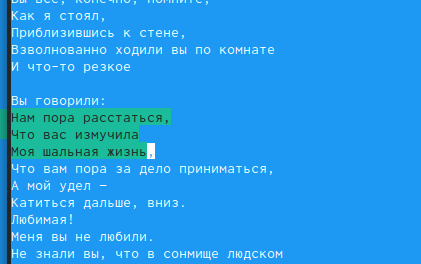 Вы все, конечно, помните,
Как я стоял,
Приблизившись к стене,
Взволнованно ходили вы по комнате
И что-то резкое
Вы говорили:
Нам пора расстаться,
Что вас измучила
Моя шальная жизнь,
Что вам пора за дело приниматься,
А мой удел –
Катиться дальше, вниз.
Любимая!
Меня вы не любили.
Не знали вы, что в сонмище людском